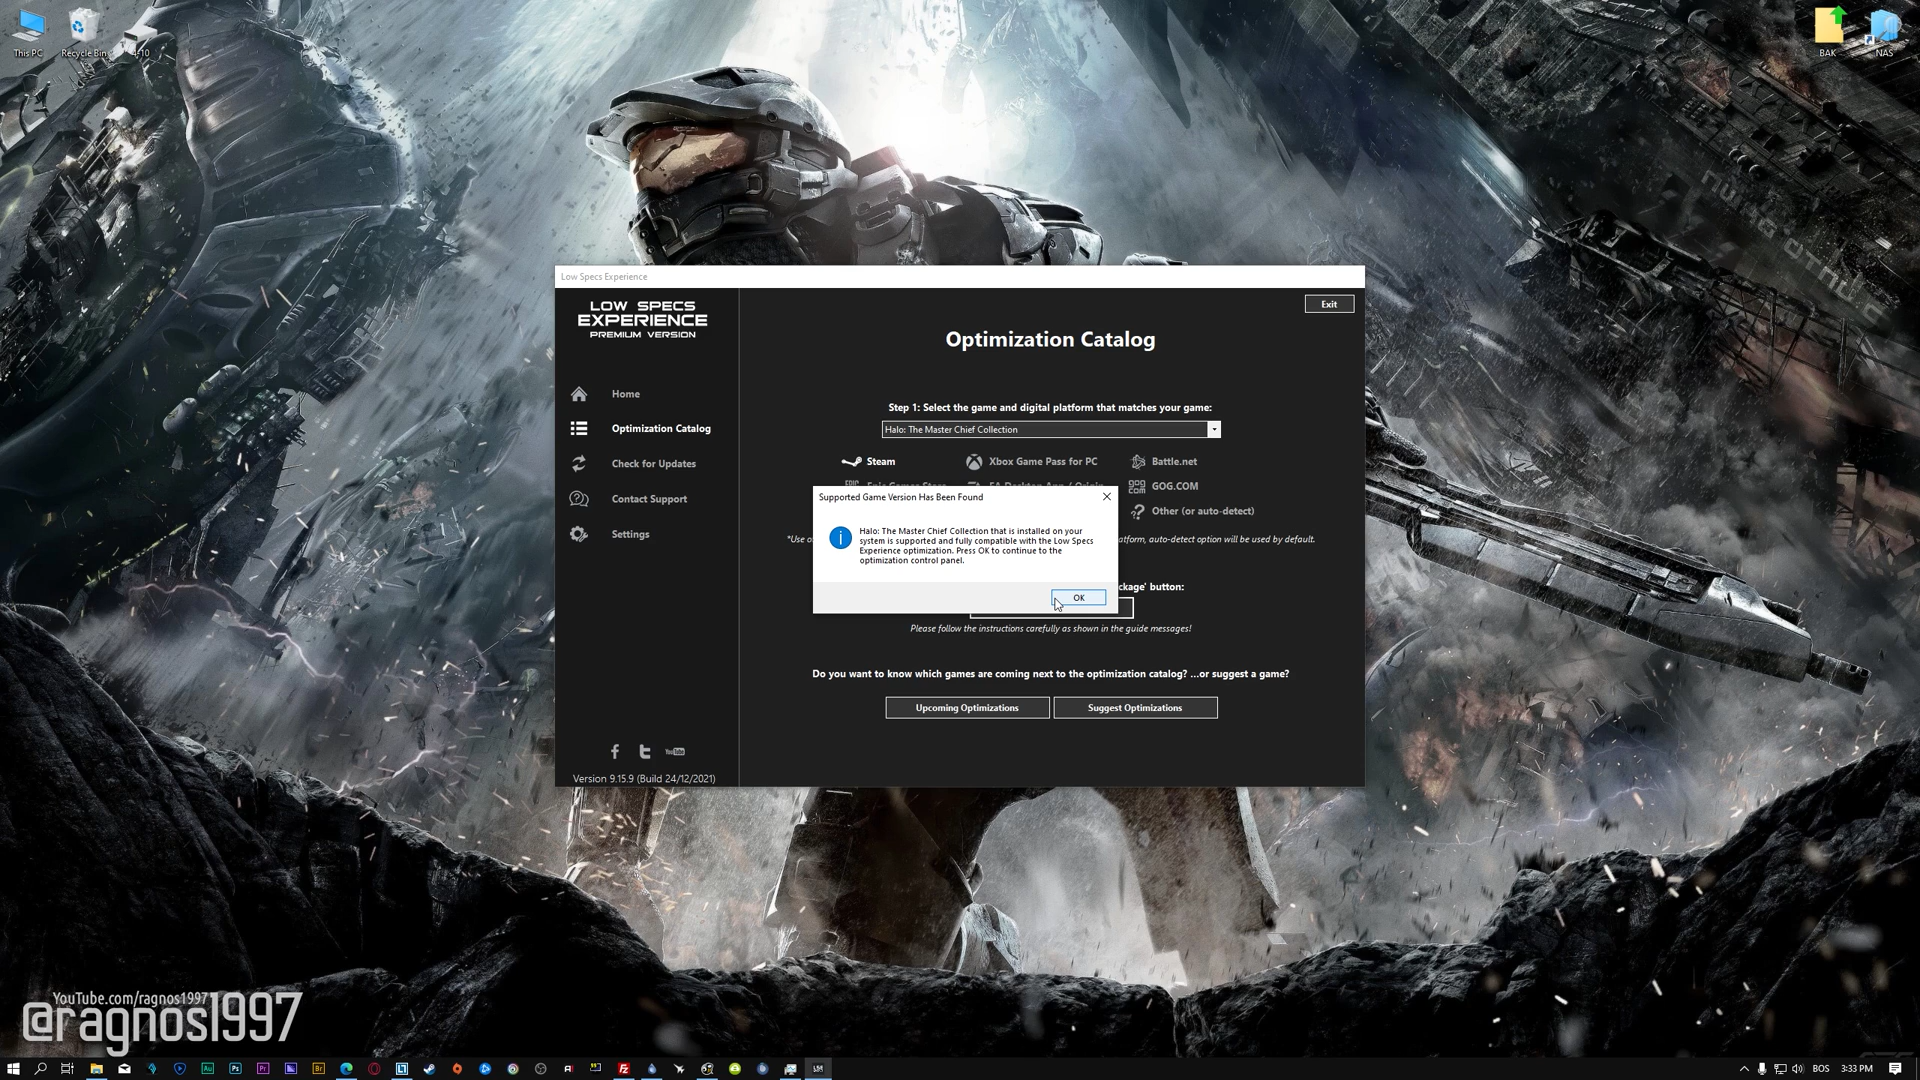 This PC
Recycle Bin
4-10
BAK
NAS
Low Specs Experience
LOW SPECS
EXPERIENCE
PREMIUM VERSION
Exit
Optimization Catalog
Home
Optimization Catalog
Check for Updates
Contact Support
Settings
Step 1: Select the game and digital platform that matches your game:
Halo: The Master Chief Collection
Steam
Xbox Game Pass for PC
Battle.net
GOG.COM
Other (or auto-detect)
Supported Game Version Has Been Found
Halo: The Master Chief Collection that is installed on your
system is supported and fully compatible with the Low Specs
Experience optimization. Press OK to continue to the
optimization control panel.
OK
*Use o
atform, auto-detect option will be used by default.
ckage' button:
Please follow the instructions carefully as shown in the guide messages!
Do you want to know which games are coming next to the optimization catalog? ...or suggest a game?
Upcoming Optimizations
Suggest Optimizations
Version 9.15.9 (Build 24/12/2021)
YouTube.com/ragnos1997
@ragnos1997
BOS
3:33 PM